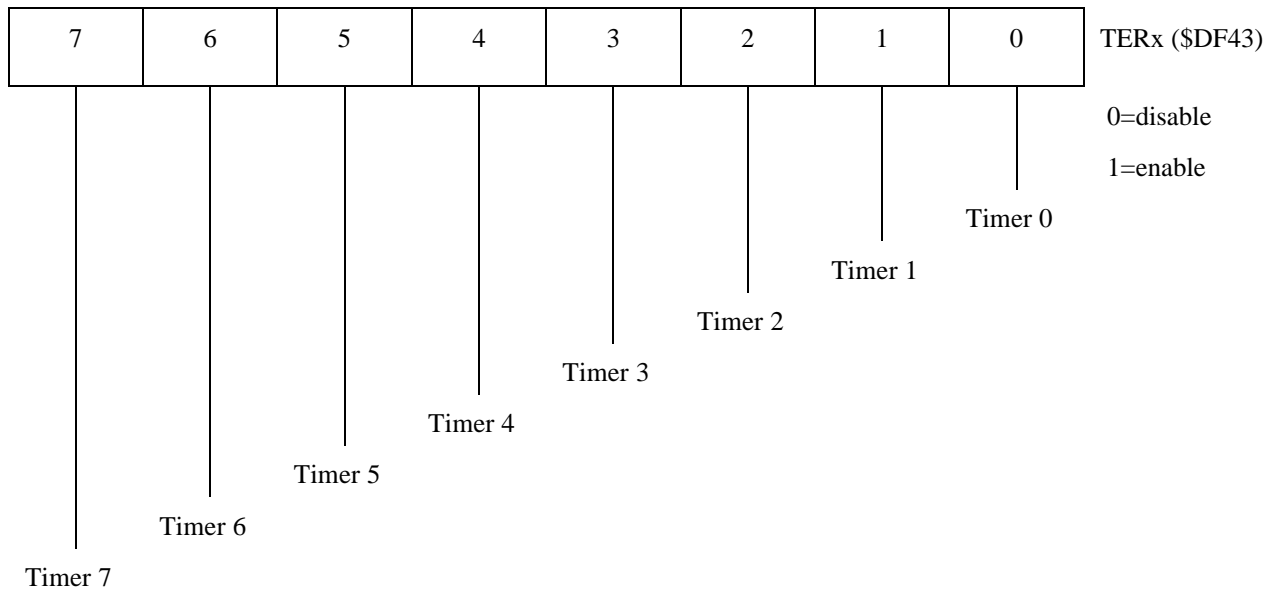 7 6 5 4 3 2 1 0 TERx ($DF43)
0=disable
1=enable
Timer 0
Timer 1
Timer 2
Timer 3
Timer 4
Timer 5
Timer 6
Timer 7